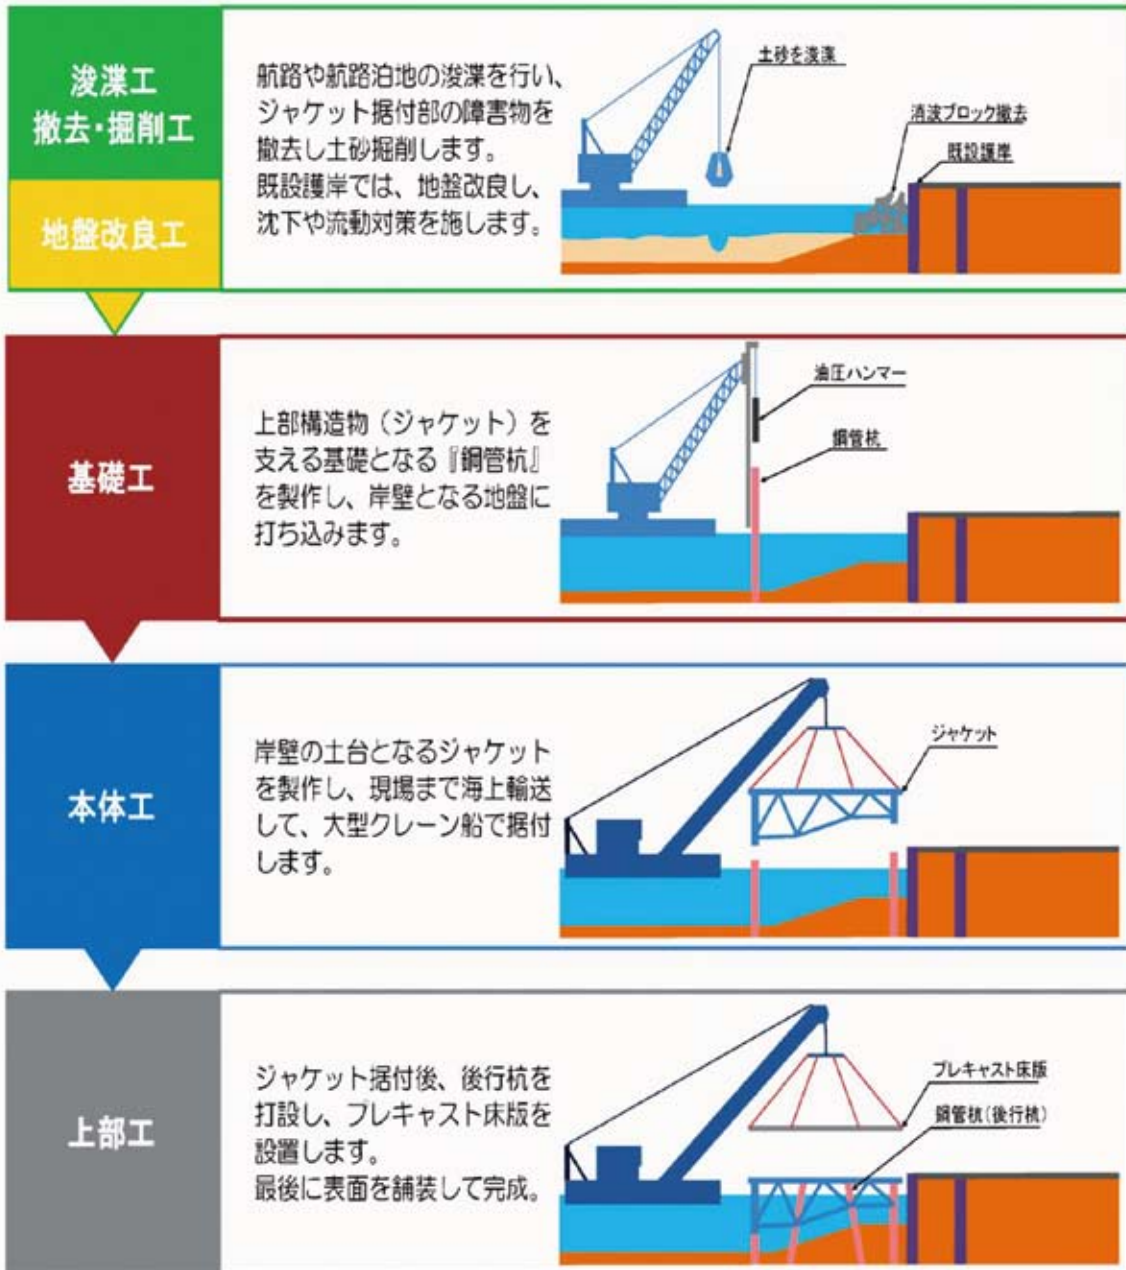 浚渫工
撤去・掘削工
地盤改良工
航路や航路泊地の浚渫を行い、
ジャケット据付部の障害物を
撤去し土砂掘削します。
既設護岸では、地盤改良し、
沈下や流動対策を施します。
土砂を浚渫
消波ブロック撤去
既設護岸
基礎工
上部構造物（ジャケット）を
支える基礎となる『鋼管杭』
を製作し、岸壁となる地盤に
打ち込みます。
油圧ハンマー
鋼管杭
本体工
岸壁の土台となるジャケット
を製作し、現場まで海上輸送
して、大型クレーン船で据付
します。
ジャケット
上部工
ジャケット据付後、後行杭を
打設し、プレキャスト床版を
設置します。
最後に表面を舗装して完成。
プレキャスト床版
鋼管杭(後行杭)